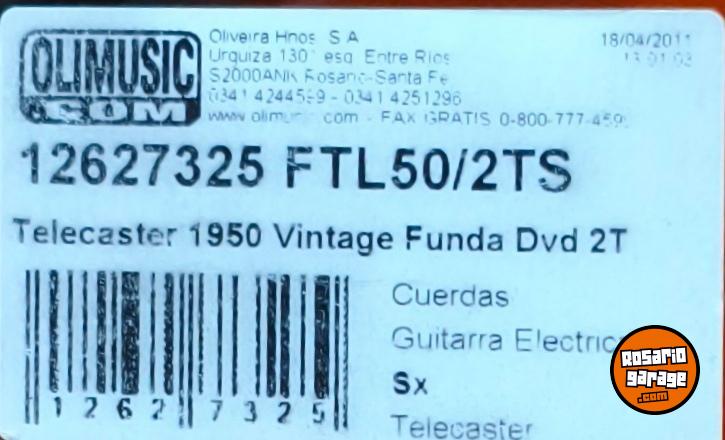 OLIMUSIC
.COM
Oliveira Hnos. S.A.
Urquiza 130 esq. Entre Rios
S2000ANK Rosario-Santa Fe
0341 4244599 - 0341 4251296
www.olimusic.com - FAX GRATIS 0-800-777-459
18/04/2011
13:01:03
12627325 FTL50/2TS
Telecaster 1950 Vintage Funda Dvd 2T
Cuerdas
Guitarra Electric
Sx
Telecaster
1 2 6 2 7 3 2 5
Rosario
garage
.com